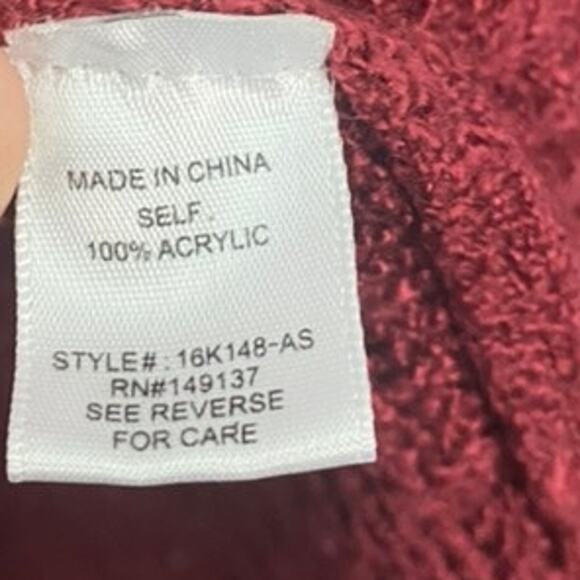 MADE IN CHINA
SELF.
100% ACRYLIC
STYLE#: 16K148-AS
RN#149137
SEE REVERSE
FOR CARE